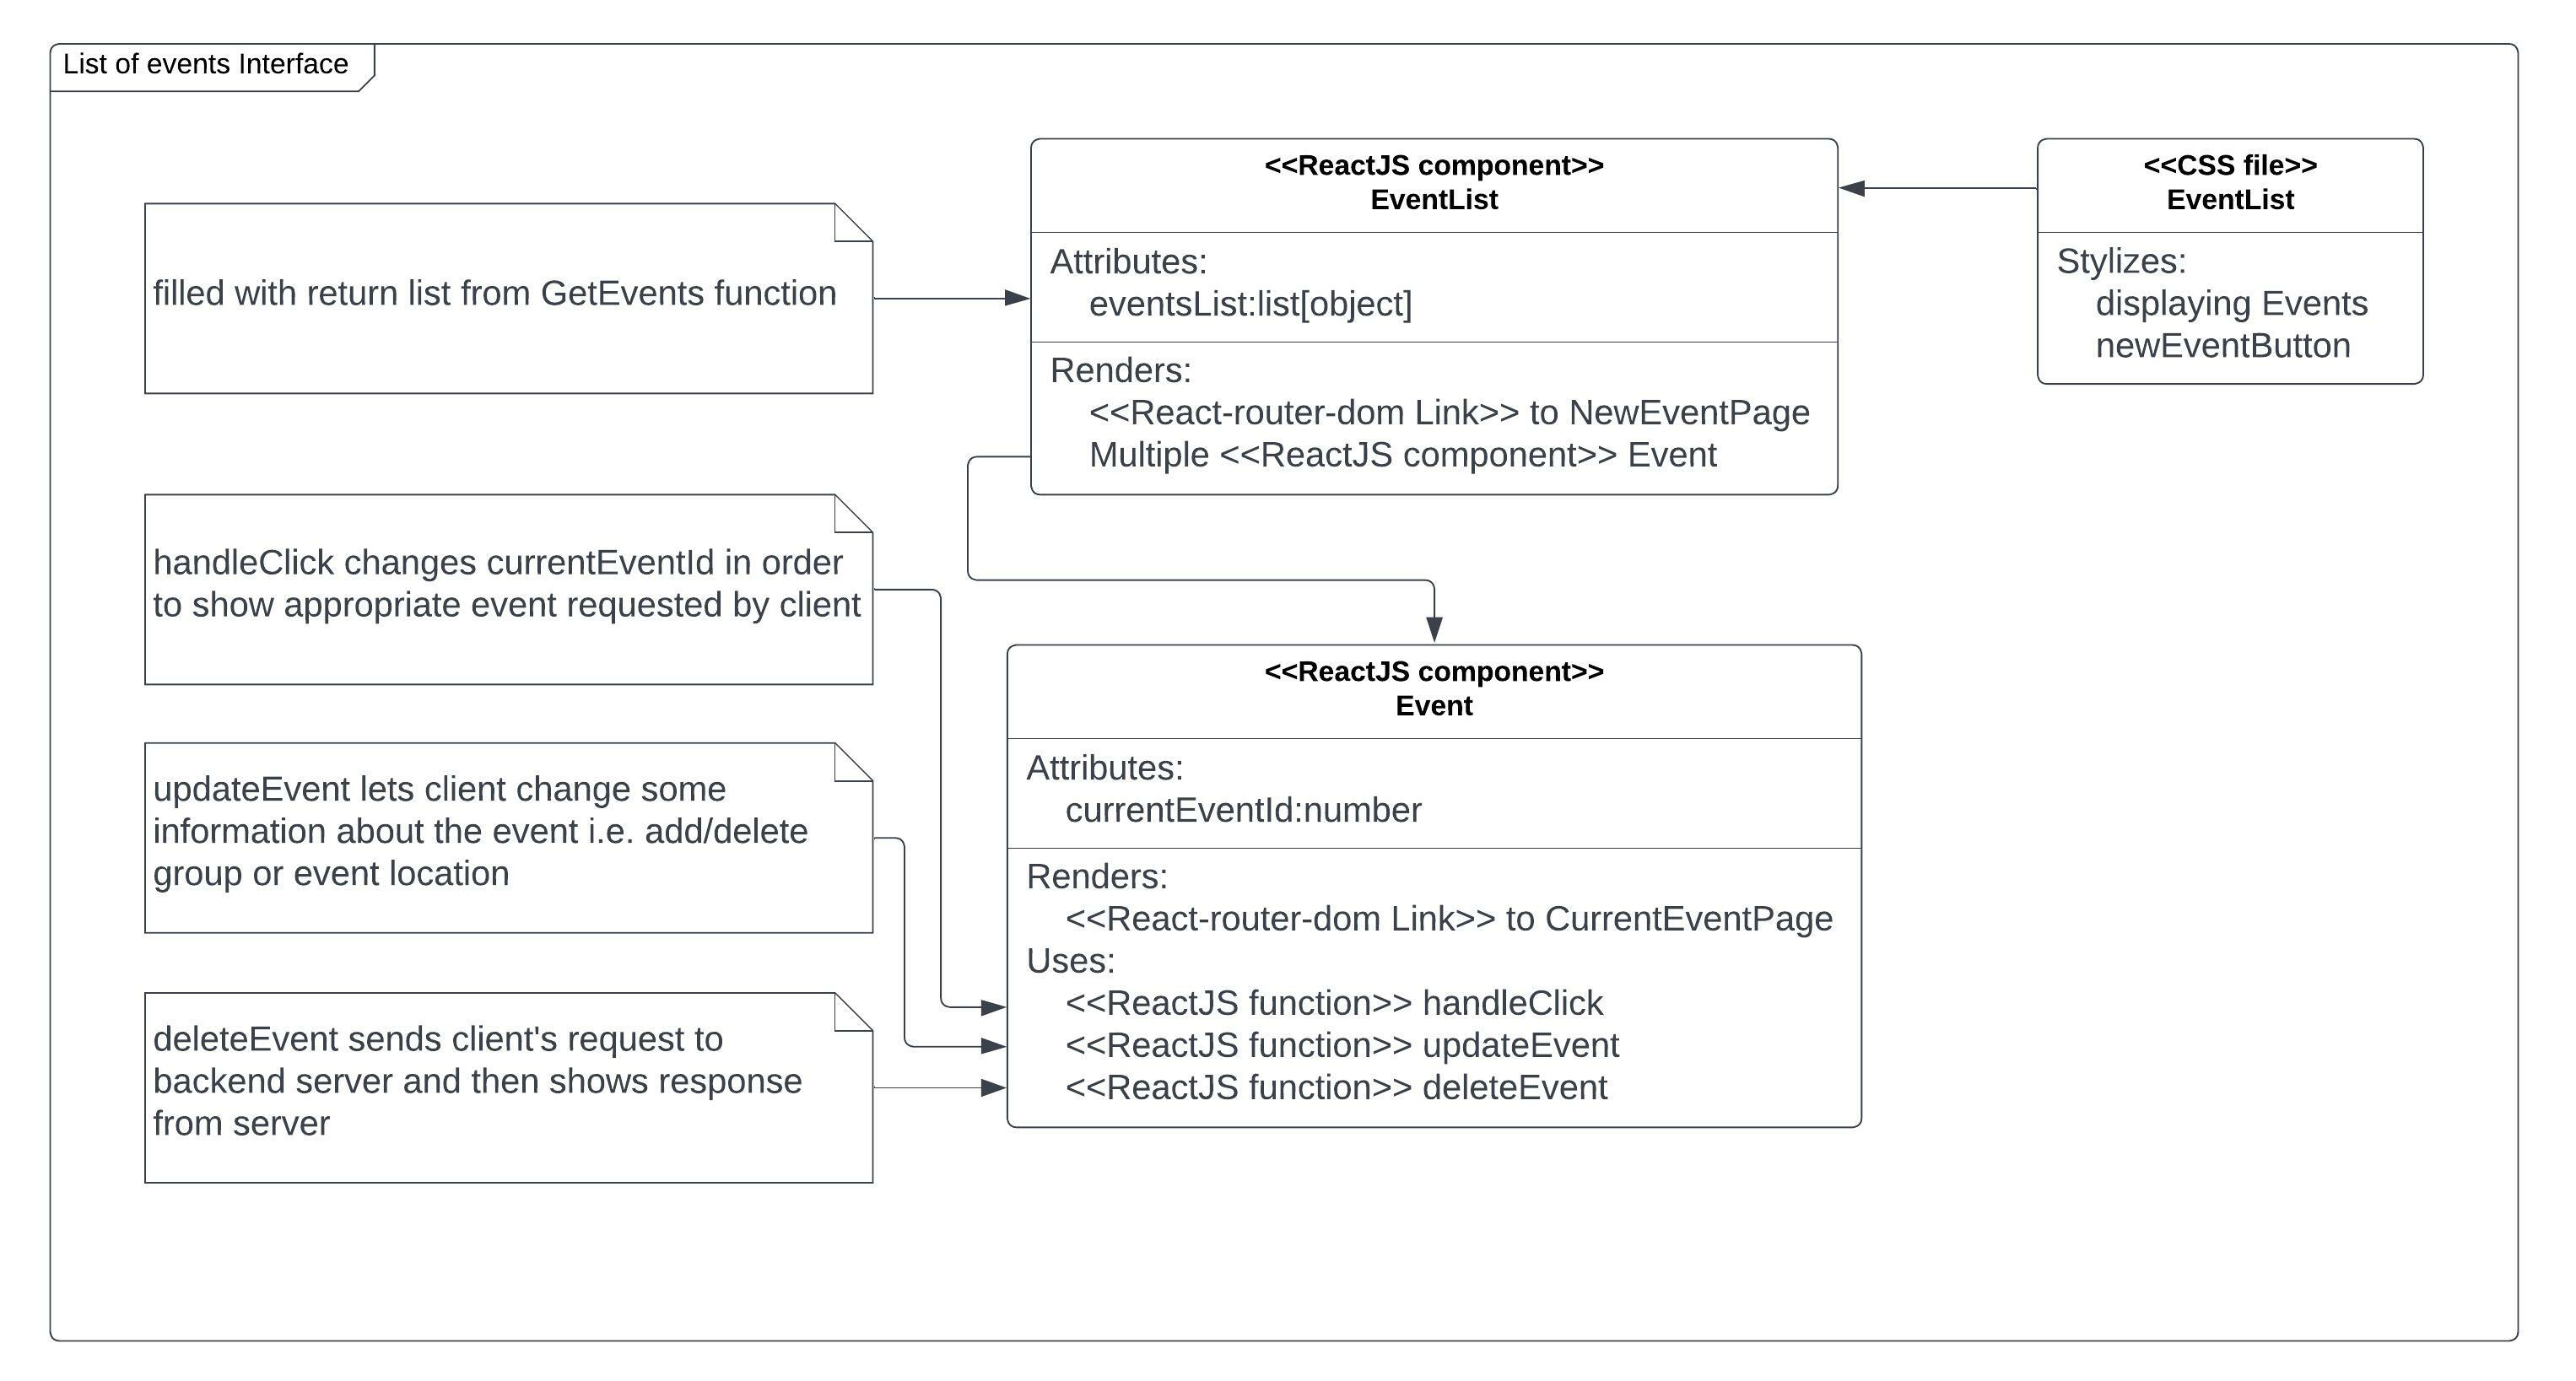 List of events Interface
<<ReactJS component>>
EventList
Attributes:
eventsList:list[object]
Renders:
<<React-router-dom Link>> to NewEventPage
Multiple <<ReactJS component>> Event
<<CSS file>>
EventList
Stylizes:
displaying Events
newEventButton
filled with return list from GetEvents function
handleClick changes currentEventId in order
to show appropriate event requested by client
updateEvent lets client change some
information about the event i.e. add/delete
group or event location
deleteEvent sends client's request to
backend server and then shows response
from server
<<ReactJS component>>
Event
Attributes:
currentEventId:number
Renders:
<<React-router-dom Link>> to CurrentEventPage
Uses:
<<ReactJS function>> handleClick
<<ReactJS function>> updateEvent
<<ReactJS function>> deleteEvent